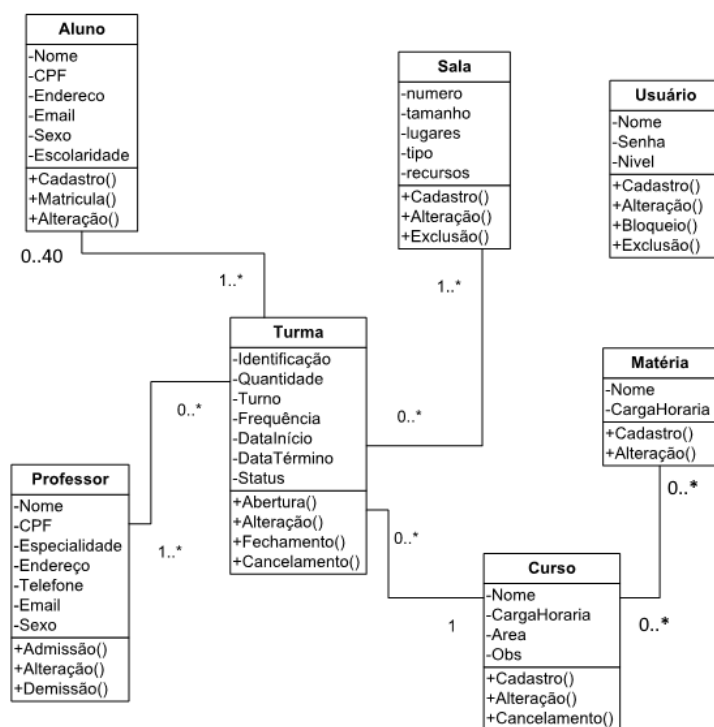 Aluno
-Nome
-CPF
-Endereco
-Email
-Sexo
-Escolaridade
+Cadastro()
+Matricula()
+Alteração()
0..40
1..*
Sala
-numero
-tamanho
-lugares
-tipo
-recursos
+Cadastro()
+Alteração()
+Exclusão()
1..*
Usuário
-Nome
-Senha
-Nivel
+Cadastro()
+Alteração()
+Bloqueio()
+Exclusão()
Turma
-Identificação
-Quantidade
-Turno
-Frequência
-DataInício
-DataTérmino
-Status
+Abertura()
+Alteração()
+Fechamento()
+Cancelamento()
0..*
0..*
0..*
Matéria
-Nome
-CargaHoraria
+Cadastro()
+Alteração()
0..*
Professor
-Nome
-CPF
-Especialidade
-Endereço
-Telefone
-Email
-Sexo
+Admissão()
+Alteração()
+Demissão()
1..*
Curso
-Nome
-CargaHoraria
-Area
-Obs
+Cadastro()
+Alteração()
+Cancelamento()
1
0..*